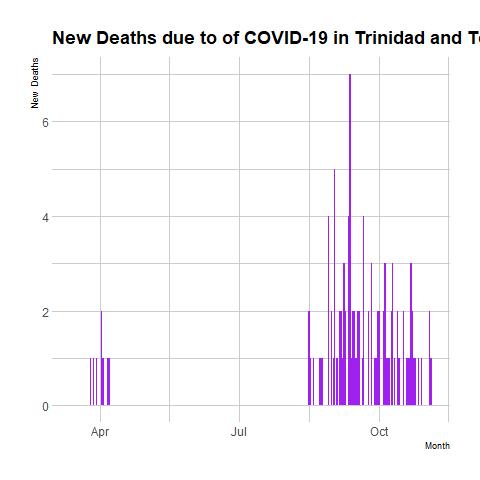 New Deaths due to of COVID-19 in Trinidad and To
New Deaths
6
4
2
0
Apr
Jul
Oct
Month